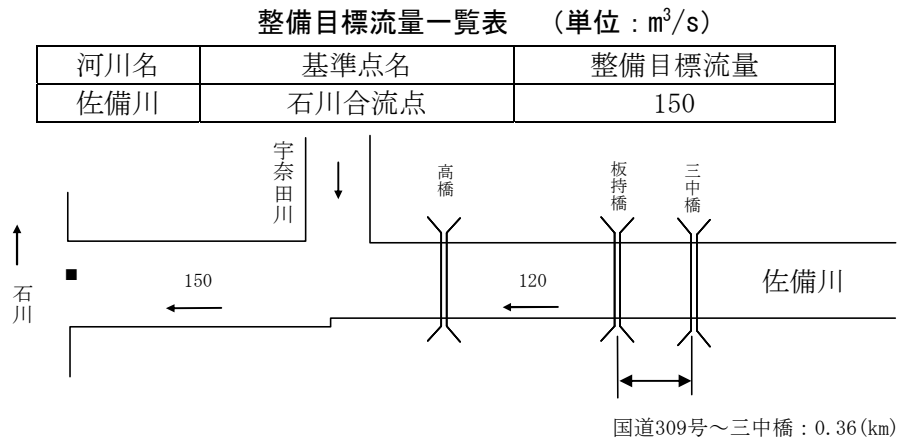 整備目標流量一覧表 （単位：m³/s）
河川名 基準点名 整備目標流量
佐備川 石川合流点 150
宇奈田川
高橋
板持橋
三中橋
石川
150
120
佐備川
国道309号～三中橋：0.36(km)